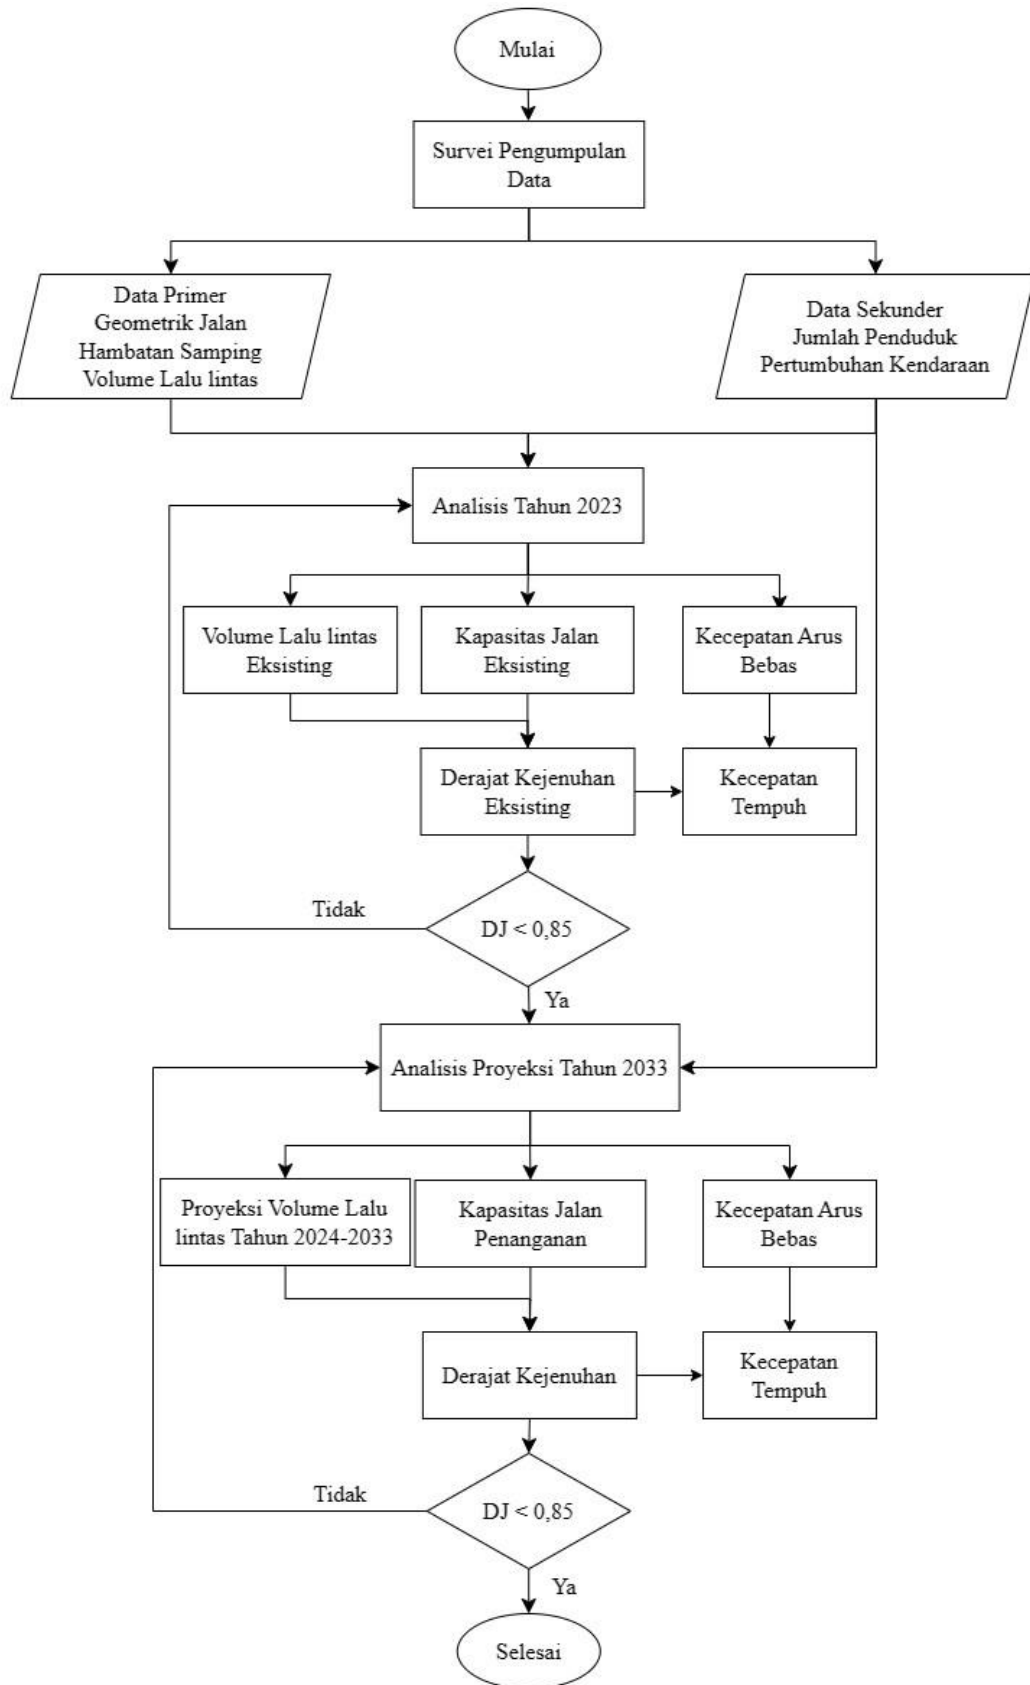 Mulai
Survei Pengumpulan
Data
Data Primer
Geometrik Jalan
Hambatan Samping
Volume Lalu lintas
Data Sekunder
Jumlah Penduduk
Pertumbuhan Kendaraan
Analisis Tahun 2023
Volume Lalu lintas
Eksisting
Kapasitas Jalan
Eksisting
Kecepatan Arus
Bebas
Derajat Kejenuhan
Eksisting
Kecepatan
Tempuh
Tidak
DJ < 0,85
Ya
Analisis Proyeksi Tahun 2033
Proyeksi Volume Lalu
lintas Tahun 2024-2033
Kapasitas Jalan
Penanganan
Kecepatan Arus
Bebas
Derajat Kejenuhan
Kecepatan
Tempuh
Tidak
DJ < 0,85
Ya
Selesai